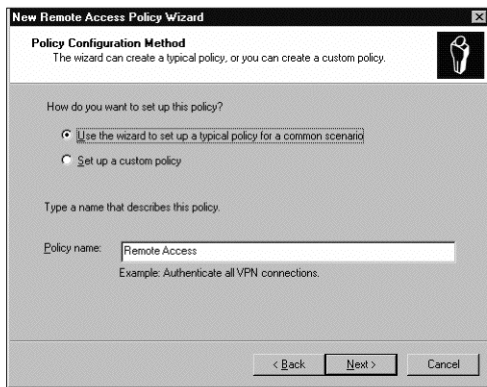 New Remote Access Policy Wizard
Policy Configuration Method
The wizard can create a typical policy, or you can create a custom policy.
How do you want to set up this policy?
Use the wizard to set up a typical policy for a common scenario
Set up a custom policy
Type a name that describes this policy.
Policy name: Remote Access
Example: Authenticate all VPN connections.
< Back Next > Cancel